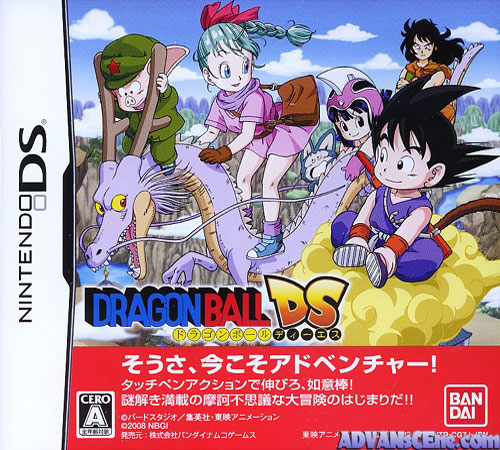 NINTENDO DS
DRAGON BALL DS
ドラゴンボール ディーエス
そうさ、今こそアドベンチャー!
タッチペンアクションで伸びろ、如意棒!
謎解き満載の摩訶不思議な大冒険のはじまりだ!!
CERO
A
全年齢対象
©バードスタジオ/集英社・東映アニメーション
©2008 NBGI
発売元:株式会社バンダイナムコゲームス
東映アニメーション
BAN
DAI
ADVANsCEne.com